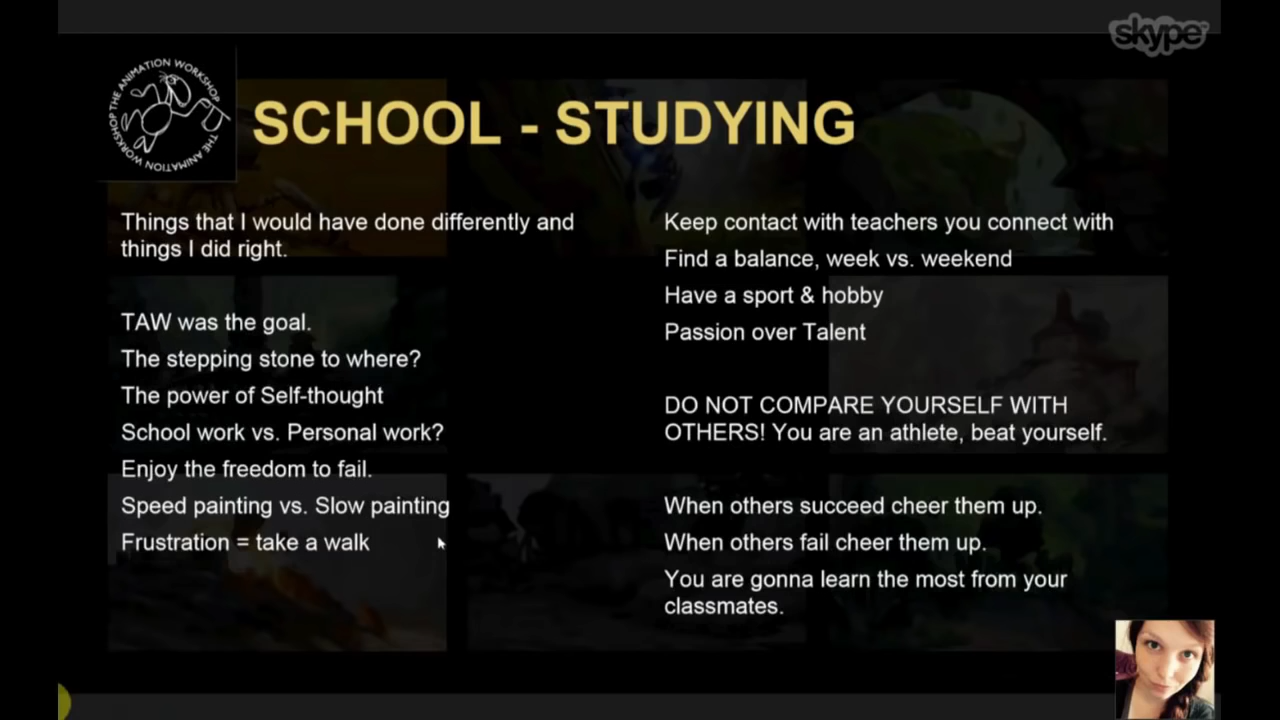 skype
THE ANIMATION WORKSHOP THE ANIMATION WORKSHOP
SCHOOL - STUDYING
Things that I would have done differently and
things I did right.
TAW was the goal.
The stepping stone to where?
The power of Self-thought
School work vs. Personal work?
Enjoy the freedom to fail.
Speed painting vs. Slow painting
Frustration = take a walk
Keep contact with teachers you connect with
Find a balance, week vs. weekend
Have a sport & hobby
Passion over Talent
DO NOT COMPARE YOURSELF WITH
OTHERS! You are an athlete, beat yourself.
When others succeed cheer them up.
When others fail cheer them up.
You are gonna learn the most from your
classmates.